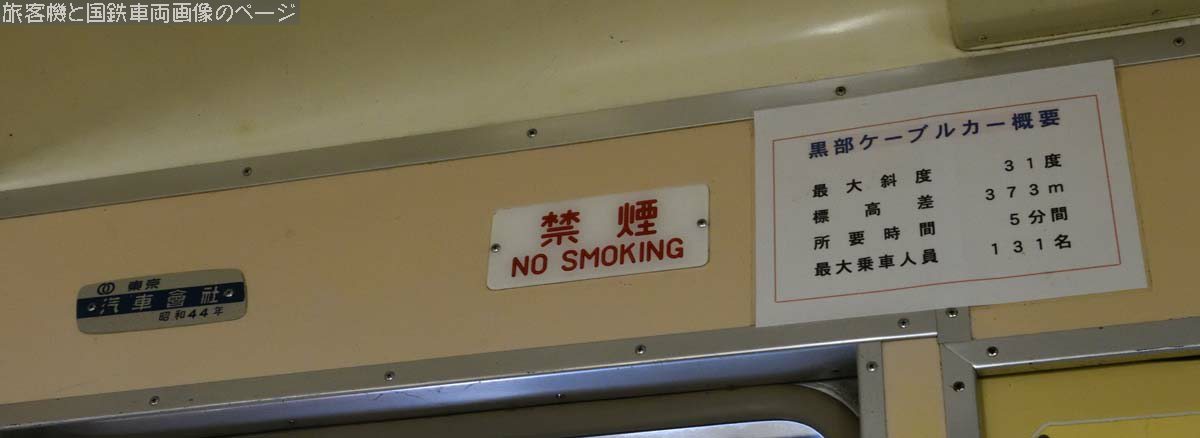 旅客機と国鉄車両画像のページ
東京
汽車會社
昭和44年
禁煙
NO SMOKING
黒部ケーブルカー概要
最大斜度 31度
標高差 373m
所要時間 5分間
最大乗車人員 131名